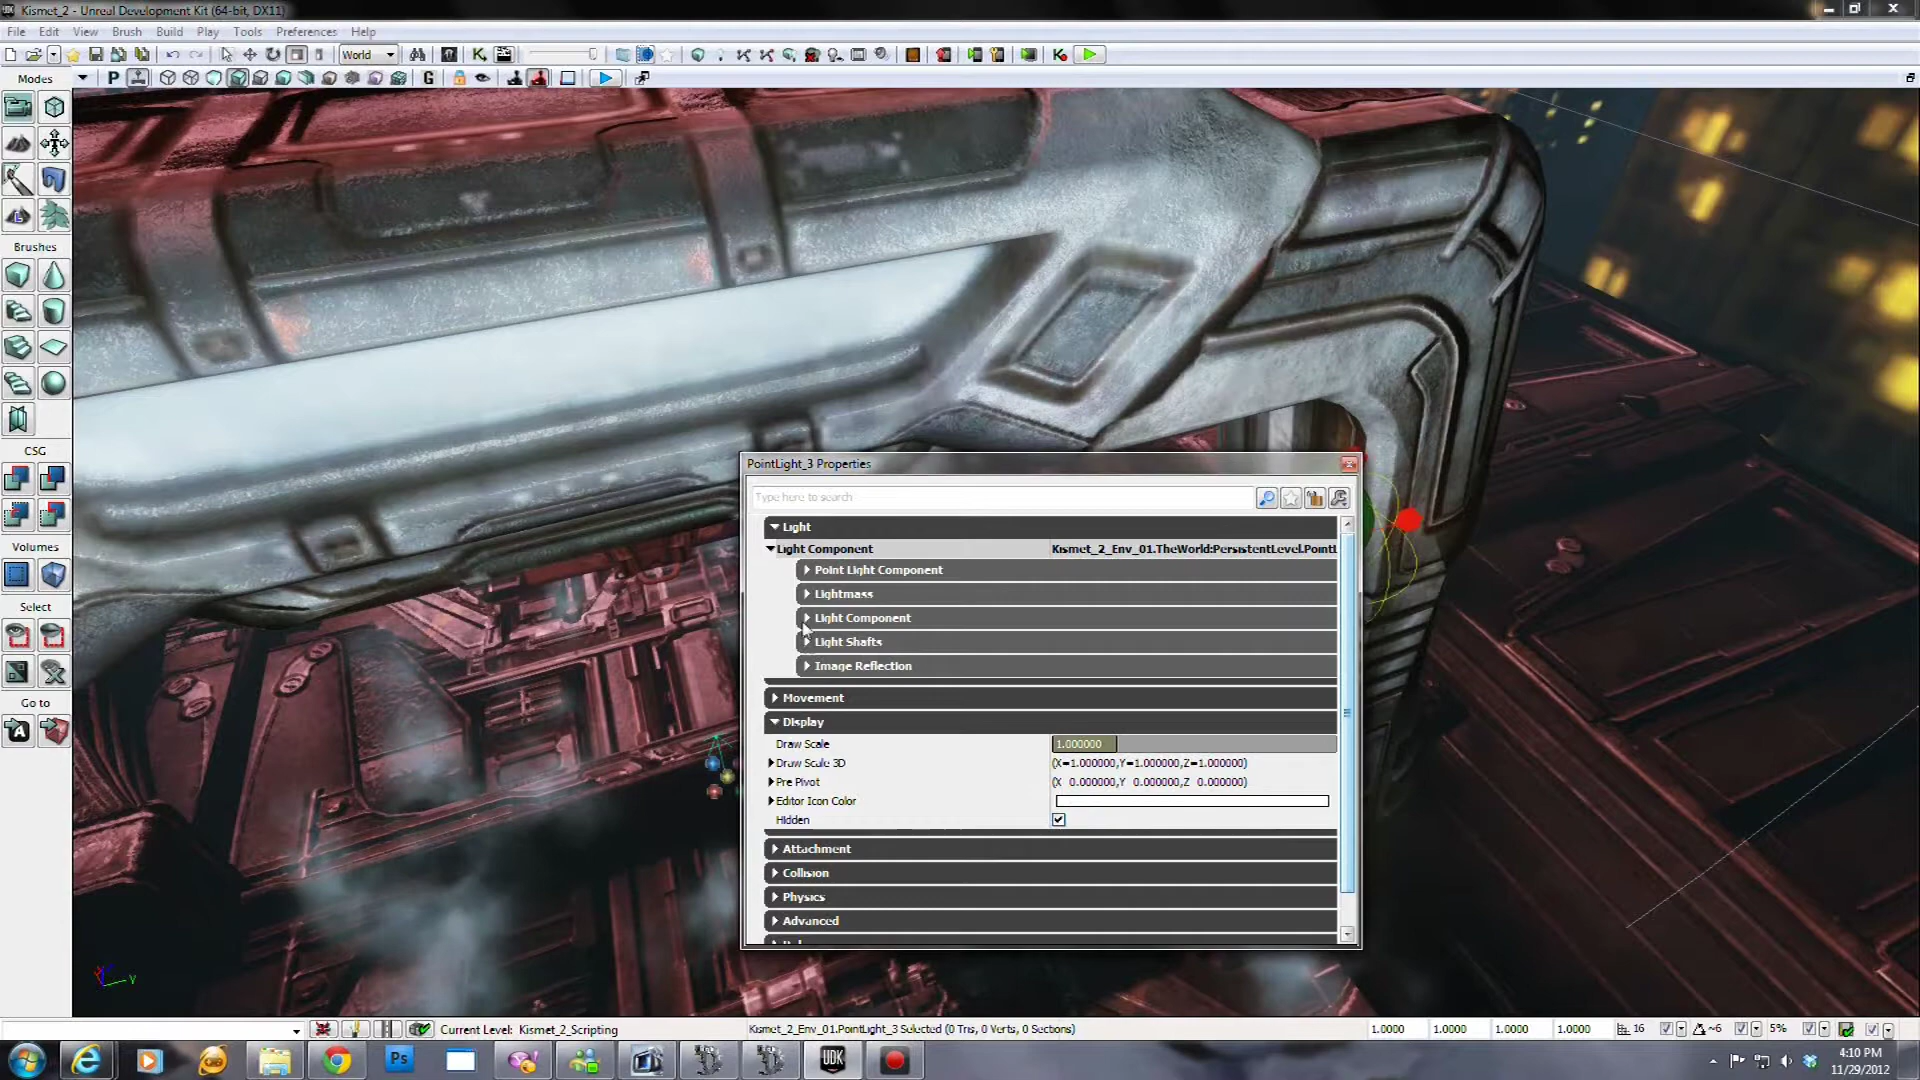 Kismet_2 - Unreal Development Kit (64-bit, DX11)
File Edit View Brush Build Play Tools Preferences Help
World
Modes
P
G
Brushes
CSG
Volumes
Select
Go to
PointLight_3 Properties
Type here to search
Light
Light Component Kismet_2_Env_01.TheWorld:PersistentLevel.PointL
Point Light Component
Lightmass
Light Component
Light Shafts
Image Reflection
Movement
Display
Draw Scale 1.000000
Draw Scale 3D (X=1.000000,Y=1.000000,Z=1.000000)
Pre Pivot (X 0.000000,Y 0.000000,Z 0.000000)
Editor Icon Color
Hidden
Attachment
Collision
Physics
Advanced
Y
Current Level: Kismet_2_Scripting
Kismet_2_Env_01.PointLight_3 Selected (0 Tris, 0 Verts, 0 Sections)
1.0000 1.0000 1.0000 1.0000 16 ~6 5%
Ps
UDK
4:10 PM
11/29/2012